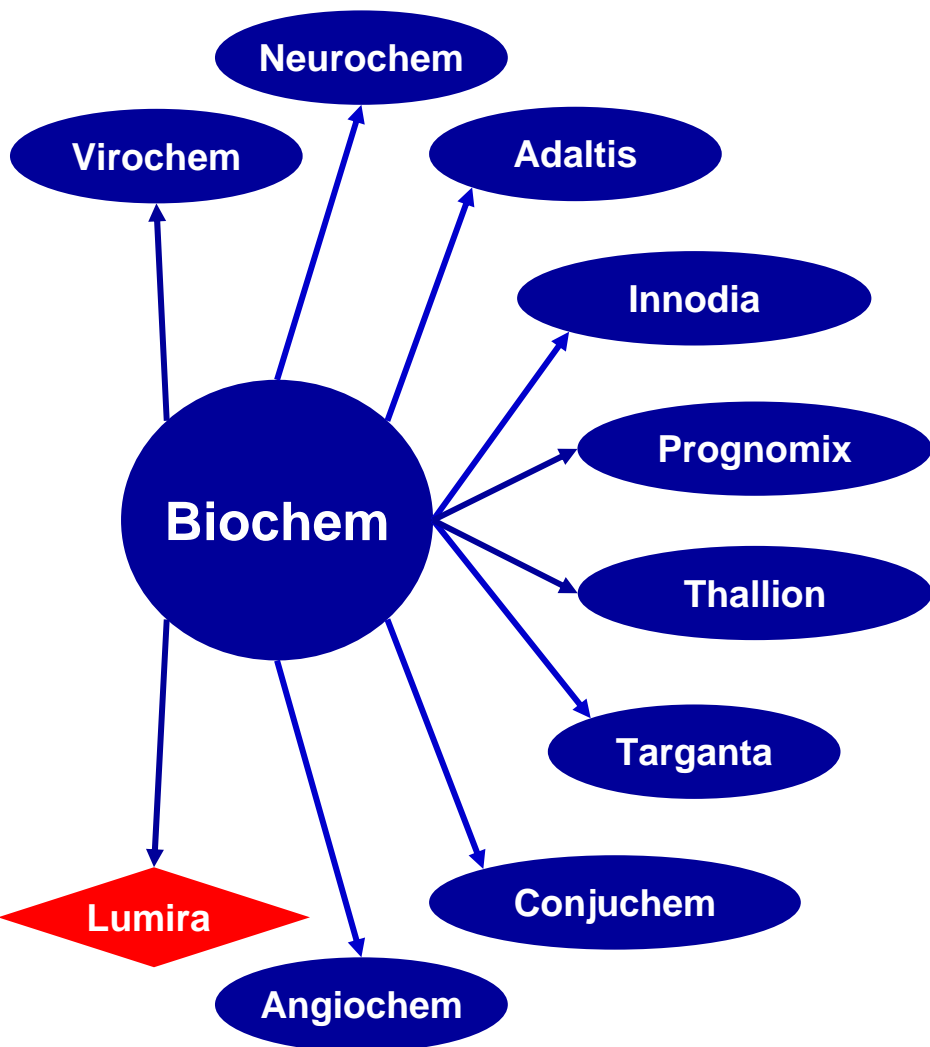 Neurochem
Virochem
Adaltis
Innodia
Prognomix
Biochem
Thallion
Targanta
Conjuchem
Lumira
Angiochem